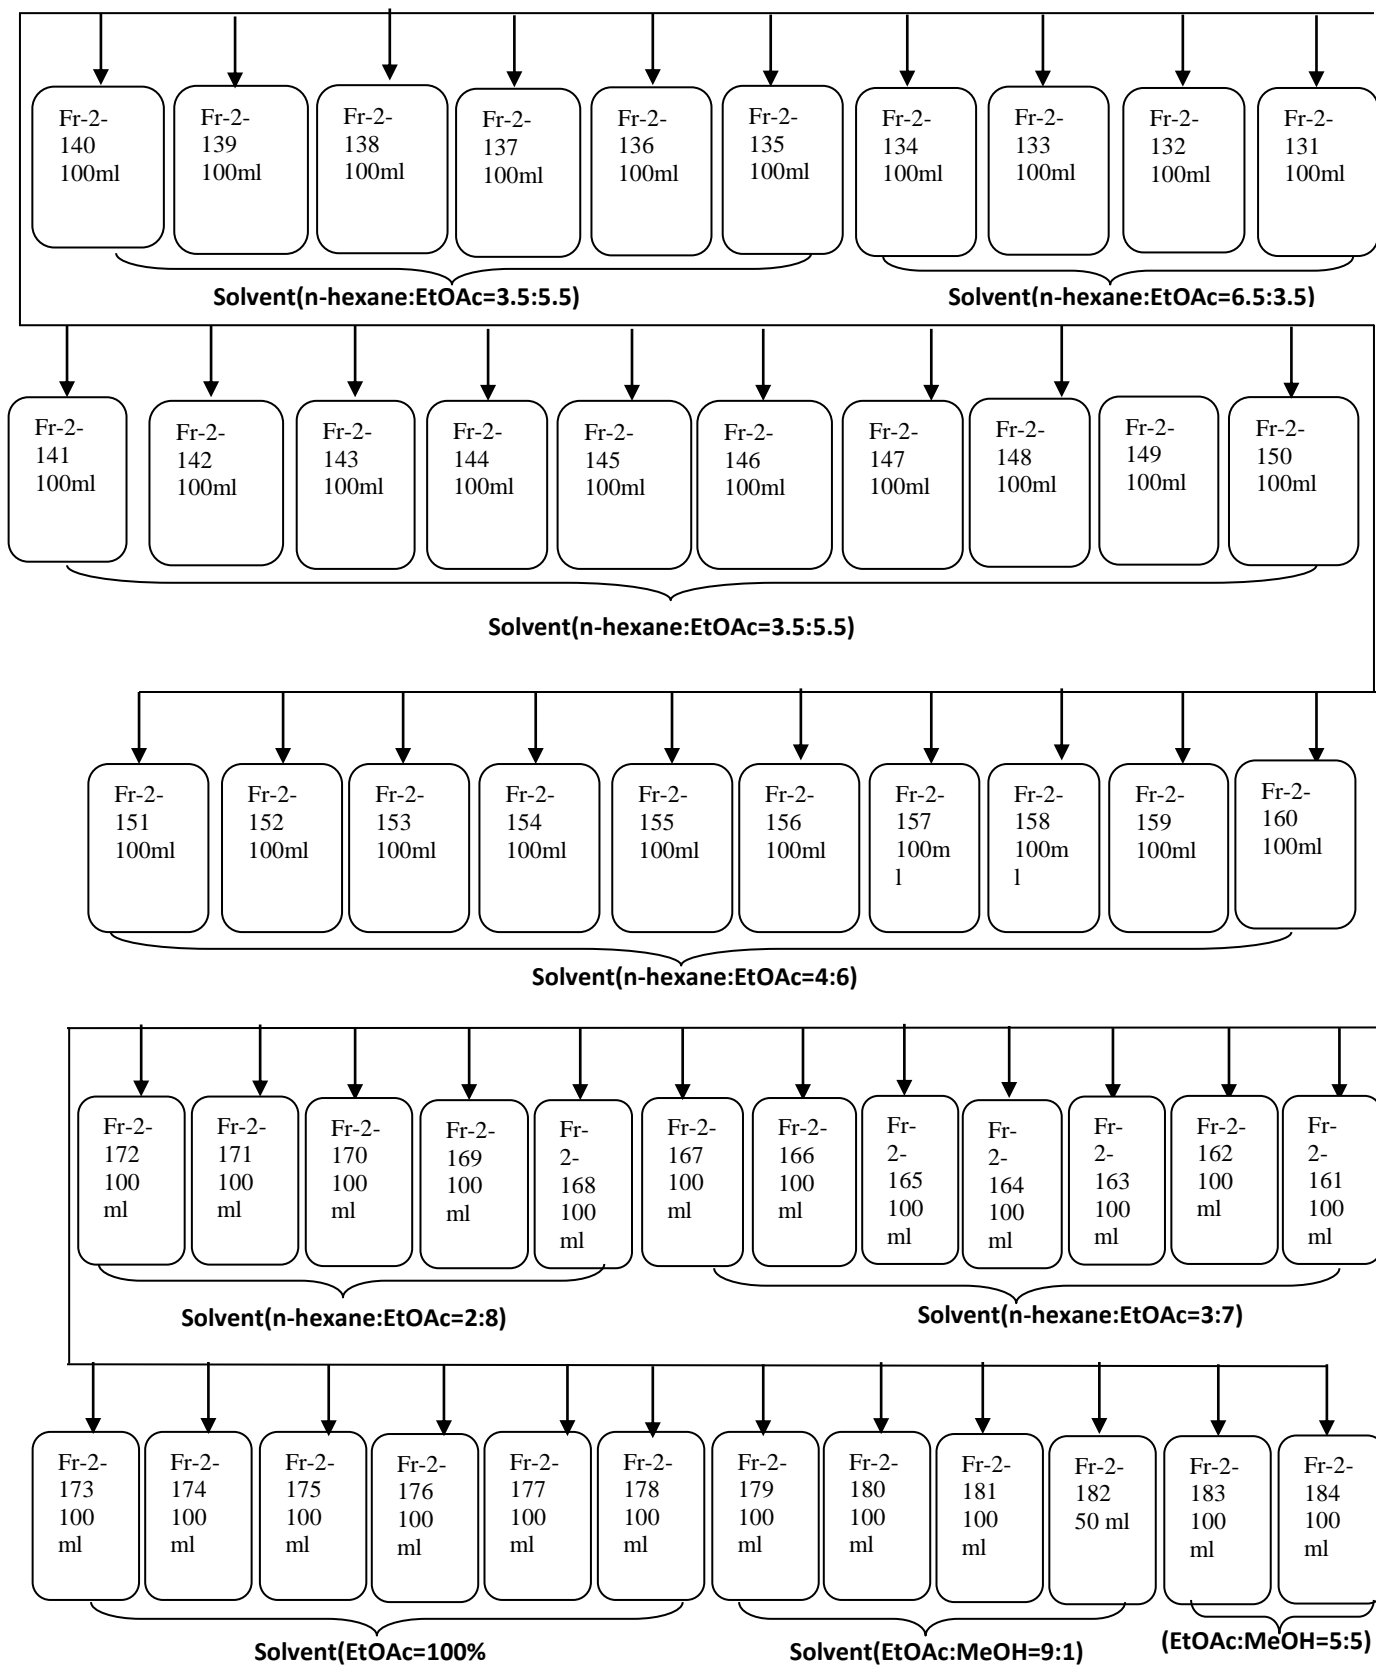 Fr-2-
140
100ml
Fr-2-
139
100ml
Fr-2-
138
100ml
Fr-2-
137
100ml
Fr-2-
136
100ml
Fr-2-
135
100ml
Fr-2-
134
100ml
Fr-2-
133
100ml
Fr-2-
132
100ml
Fr-2-
131
100ml
Solvent(n-hexane:EtOAc=3.5:5.5)
Solvent(n-hexane:EtOAc=6.5:3.5)
Fr-2-
141
100ml
Fr-2-
142
100ml
Fr-2-
143
100ml
Fr-2-
144
100ml
Fr-2-
145
100ml
Fr-2-
146
100ml
Fr-2-
147
100ml
Fr-2-
148
100ml
Fr-2-
149
100ml
Fr-2-
150
100ml
Solvent(n-hexane:EtOAc=3.5:5.5)
Fr-2-
151
100ml
Fr-2-
152
100ml
Fr-2-
153
100ml
Fr-2-
154
100ml
Fr-2-
155
100ml
Fr-2-
156
100ml
Fr-2-
157
100m
l
Fr-2-
158
100m
l
Fr-2-
159
100ml
Fr-2-
160
100ml
Solvent(n-hexane:EtOAc=4:6)
Fr-2-
172
100
ml
Fr-2-
171
100
ml
Fr-2-
170
100
ml
Fr-2-
169
100
ml
Fr-
2-
168
100
ml
Fr-2-
167
100
ml
Fr-2-
166
100
ml
Fr-
2-
165
100
ml
Fr-
2-
164
100
ml
Fr-
2-
163
100
ml
Fr-2-
162
100
ml
Fr-
2-
161
100
ml
Solvent(n-hexane:EtOAc=2:8)
Solvent(n-hexane:EtOAc=3:7)
Fr-2-
173
100
ml
Fr-2-
174
100
ml
Fr-2-
175
100
ml
Fr-2-
176
100
ml
Fr-2-
177
100
ml
Fr-2-
178
100
ml
Fr-2-
179
100
ml
Fr-2-
180
100
ml
Fr-2-
181
100
ml
Fr-2-
182
50 ml
Fr-2-
183
100
ml
Fr-2-
184
100
ml
Solvent(EtOAc=100%
Solvent(EtOAc:MeOH=9:1)
(EtOAc:MeOH=5:5)